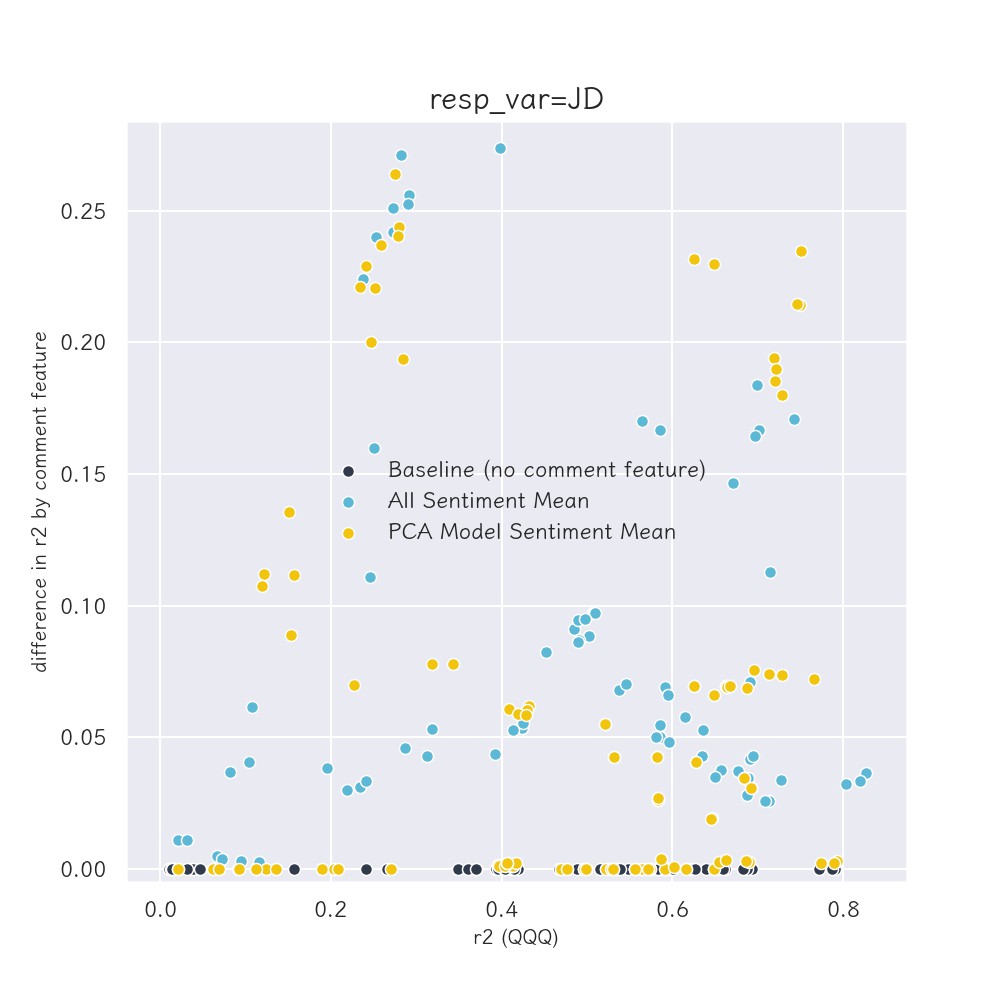 resp_var=JD
0.25
0.20
0.15
0.10
0.05
0.00
difference in r2 by comment feature
Baseline (no comment feature)
All Sentiment Mean
PCA Model Sentiment Mean
0.0 0.2 0.4 0.6 0.8
r2 (QQQ)